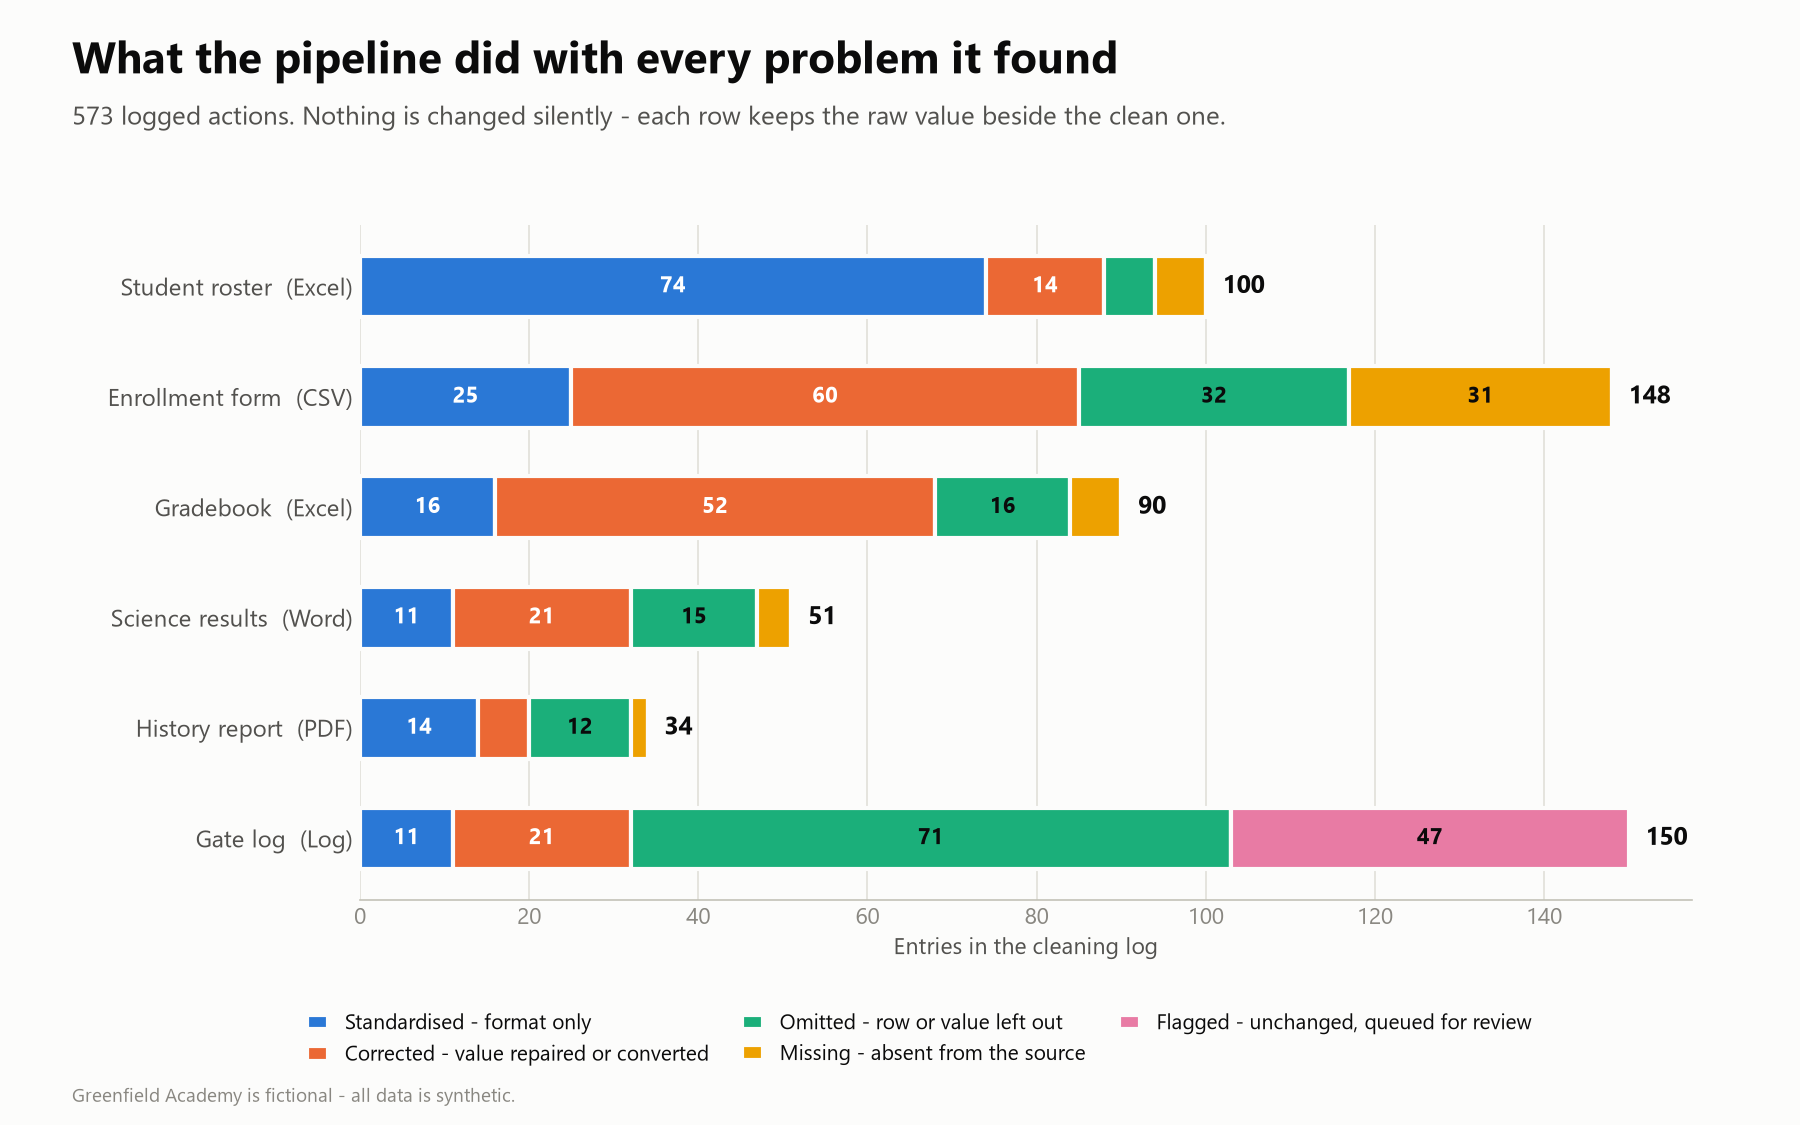 What the pipeline did with every problem it found
573 logged actions. Nothing is changed silently - each row keeps the raw value beside the clean one.
Student roster (Excel) 74 14 100
Enrollment form (CSV) 25 60 32 31 148
Gradebook (Excel) 16 52 16 90
Science results (Word) 11 21 15 51
History report (PDF) 14 12 34
Gate log (Log) 11 21 71 47 150
0 20 40 60 80 100 120 140
Entries in the cleaning log
Standardised - format only
Corrected - value repaired or converted
Omitted - row or value left out
Missing - absent from the source
Flagged - unchanged, queued for review
Greenfield Academy is fictional - all data is synthetic.